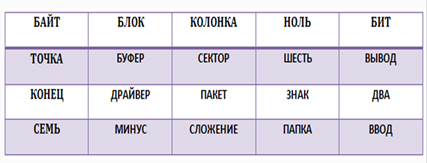 БАЙТ БЛОК КОЛОНКА НОЛЬ БИТ
ТОЧКА БУФЕР СЕКТОР ШЕСТЬ ВЫВОД
КОНЕЦ ДРАЙВЕР ПАКЕТ ЗНАК ДВА
СЕМЬ МИНУС СЛОЖЕНИЕ ПАПКА ВВОД